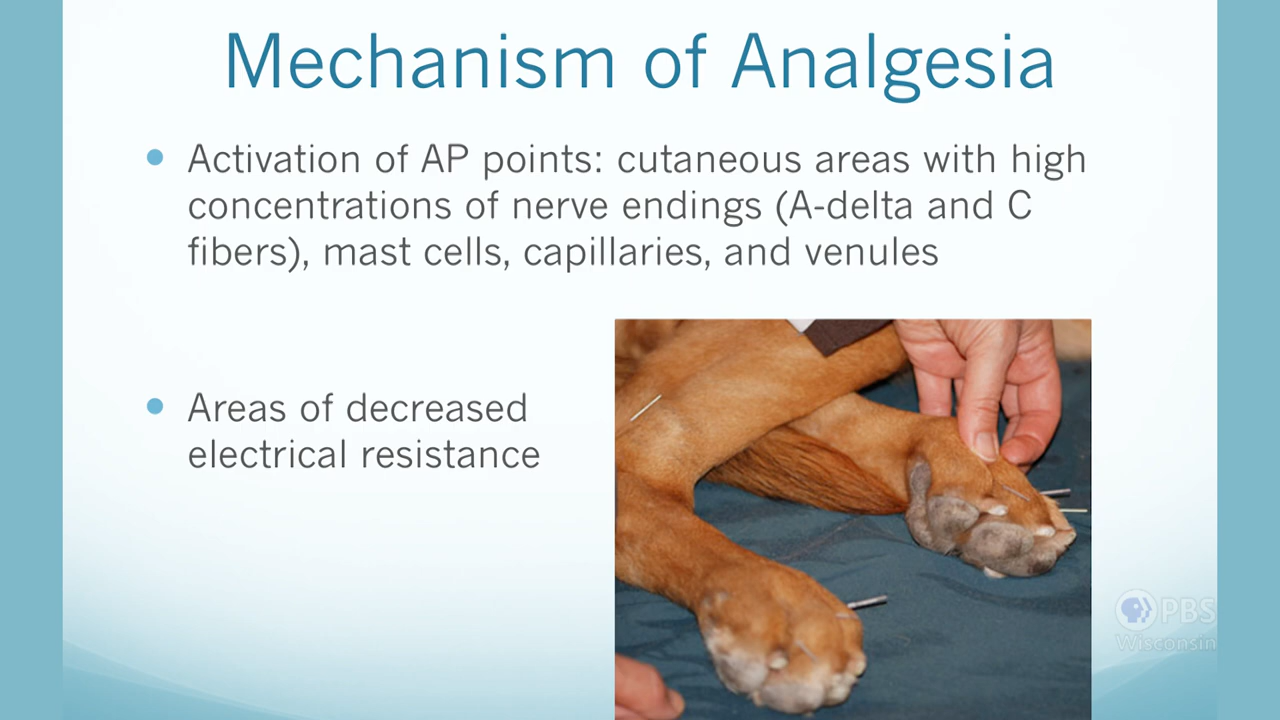 Mechanism of Analgesia
Activation of AP points: cutaneous areas with high
concentrations of nerve endings (A-delta and C
fibers), mast cells, capillaries, and venules
Areas of decreased
electrical resistance
PBS
Wisconsin